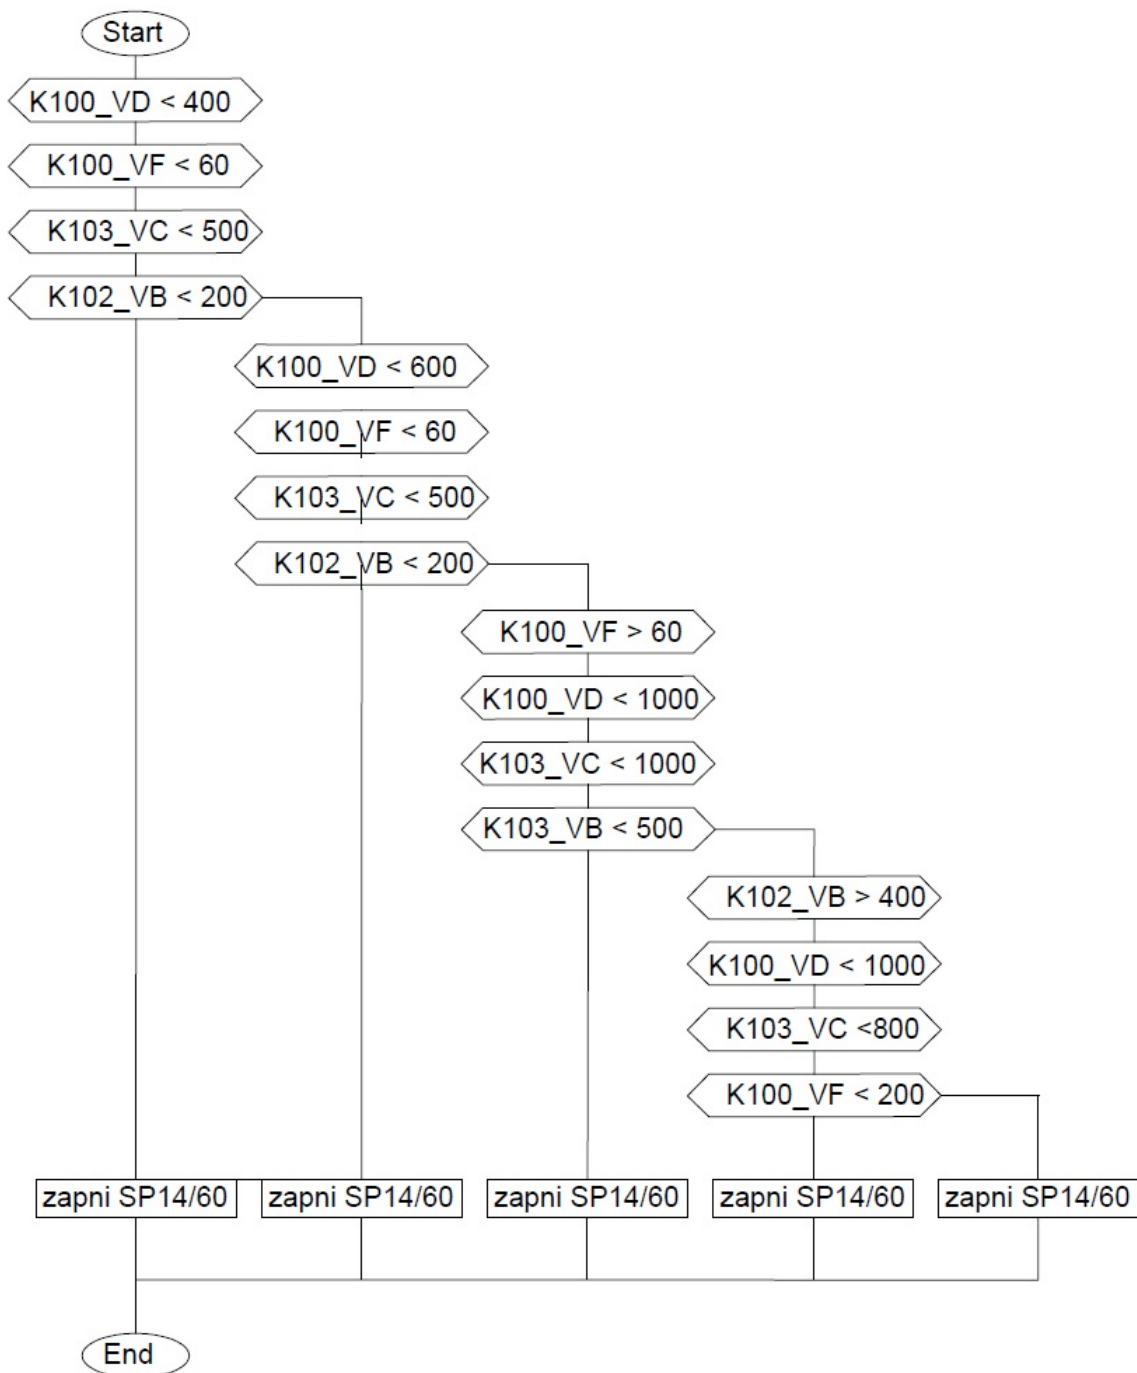 Start
K100_VD < 400
K100_VF < 60
K103_VC < 500
K102_VB < 200
K100_VD < 600
K100_VF < 60
K103_VC < 500
K102_VB < 200
K100_VF > 60
K100_VD < 1000
K103_VC < 1000
K103_VB < 500
K102_VB > 400
K100_VD < 1000
K103_VC <800
K100_VF < 200
zapni SP14/60 zapni SP14/60 zapni SP14/60 zapni SP14/60 zapni SP14/60
End